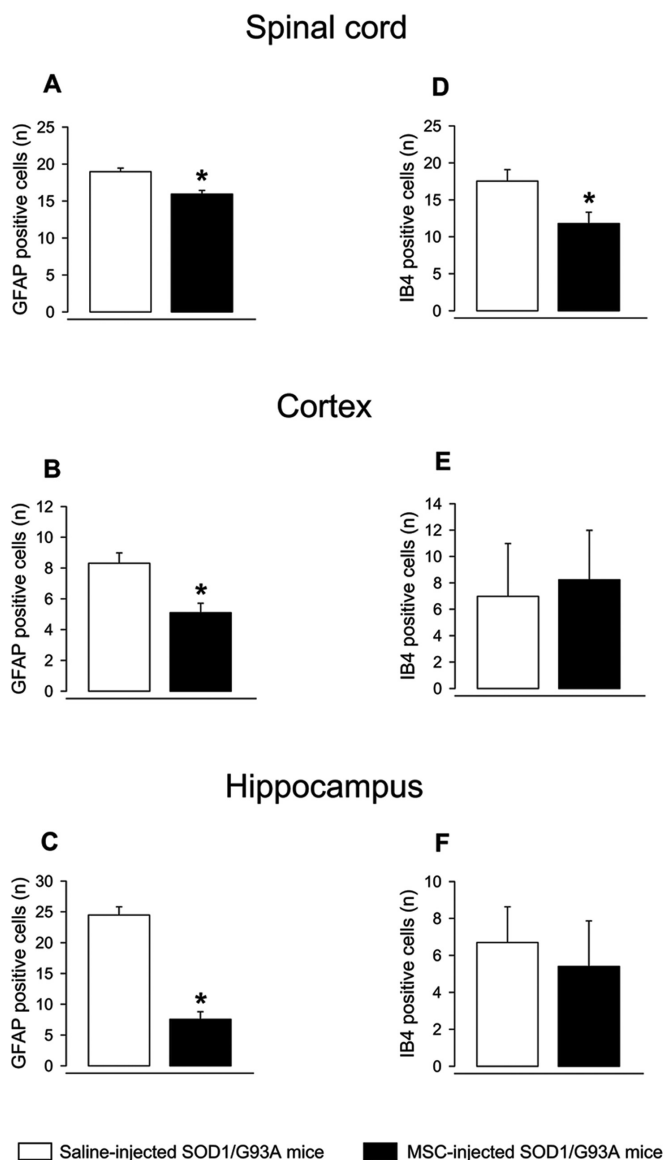 Spinal cord
A
GFAP positive cells (n)
25
20
15
10
5
0
*
D
IB4 positive cells (n)
25
20
15
10
5
0
*
Cortex
B
GFAP positive cells (n)
12
10
8
6
4
2
0
*
E
IB4 positive cells (n)
14
12
10
8
6
4
2
0
Hippocampus
C
GFAP positive cells (n)
30
25
20
15
10
5
0
*
F
IB4 positive cells (n)
10
8
6
4
2
0
Saline-injected SOD1/G93A mice
MSC-injected SOD1/G93A mice